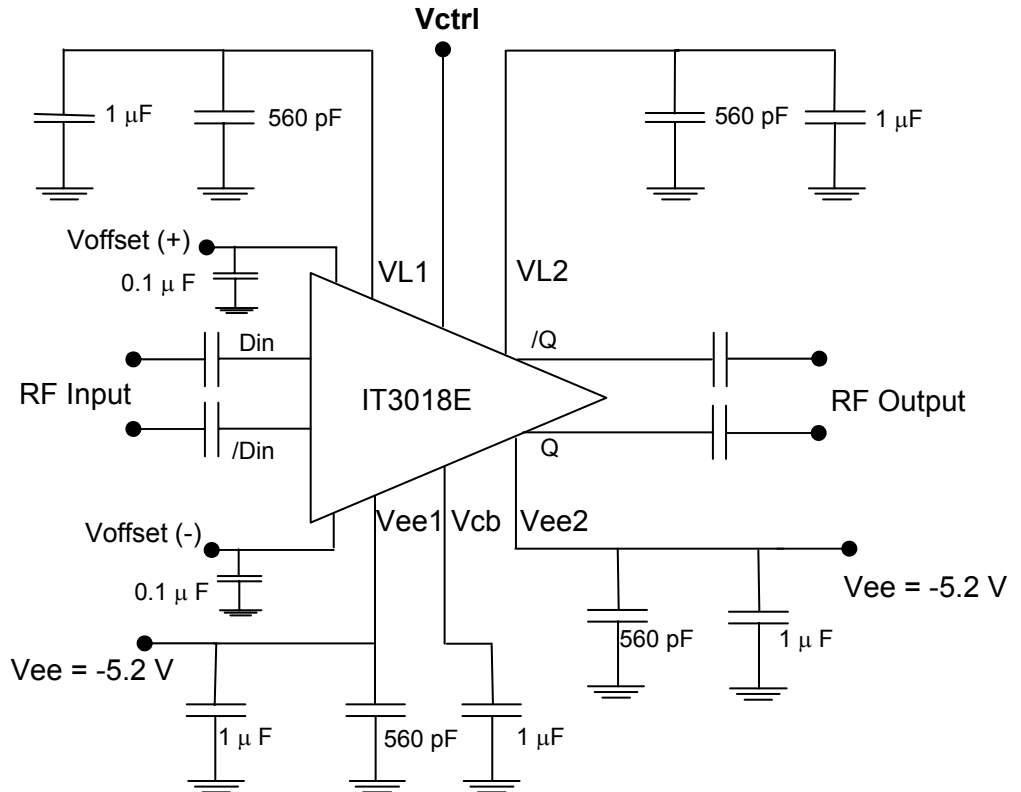 Vctrl
1 μF
560 pF
560 pF
1 μF
Voffset (+)
0.1 μ F
VL1
VL2
Din
/Q
RF Input
IT3018E
RF Output
/Din
Q
Voffset (-)
Vee1
Vcb
Vee2
0.1 μ F
Vee = -5.2 V
560 pF
1 μ F
Vee = -5.2 V
1 μ F
560 pF
1 μF